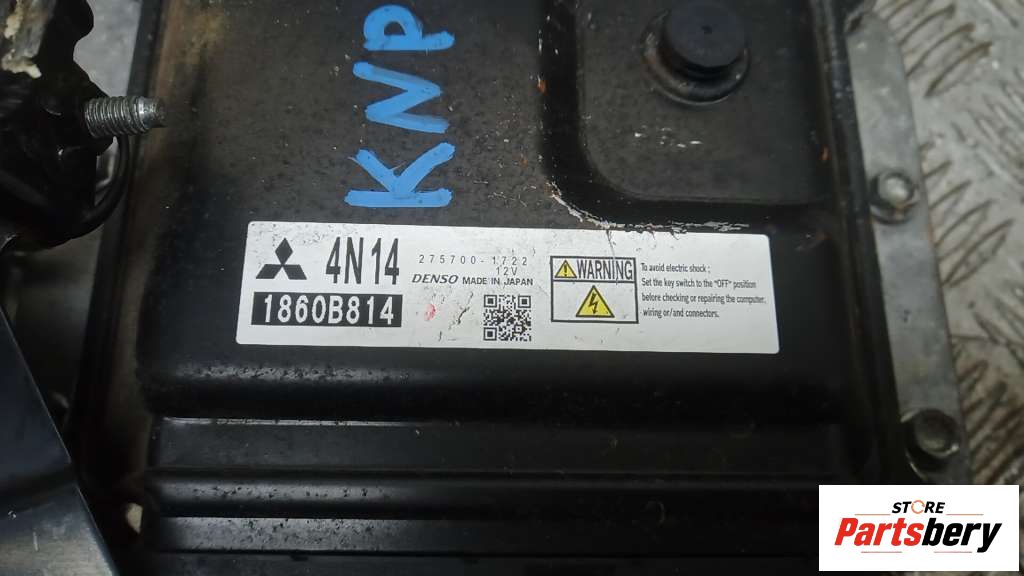 KNP
4N14
275700-1722
12V
DENSO MADE IN JAPAN
1860B814
WARNING
To avoid electric shock ;
Set the key switch to the "OFF" position
before checking or repairing the computer,
wiring or/and connectors.
STORE
Partsbery